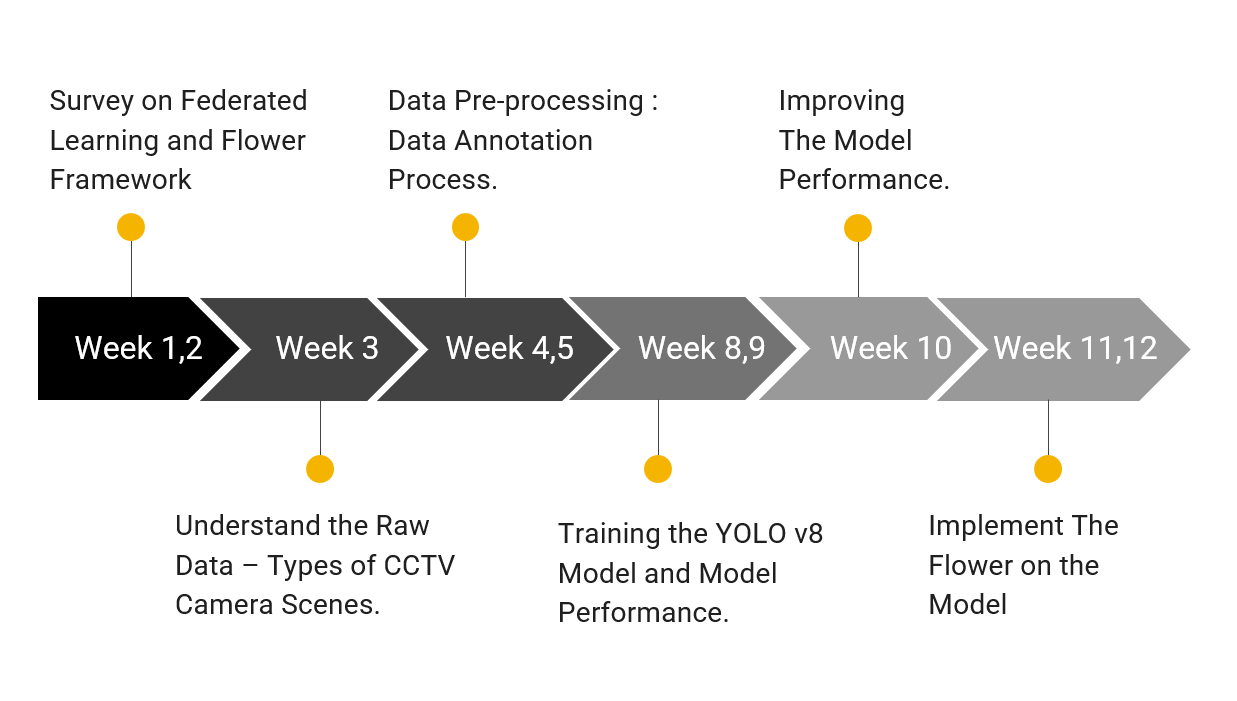 Survey on Federated
Learning and Flower
Framework
Data Pre-processing :
Data Annotation
Process.
Improving
The Model
Performance.
Week 1,2
Week 3
Week 4,5
Week 8,9
Week 10
Week 11,12
Understand the Raw
Data – Types of CCTV
Camera Scenes.
Training the YOLO v8
Model and Model
Performance.
Implement The
Flower on the
Model